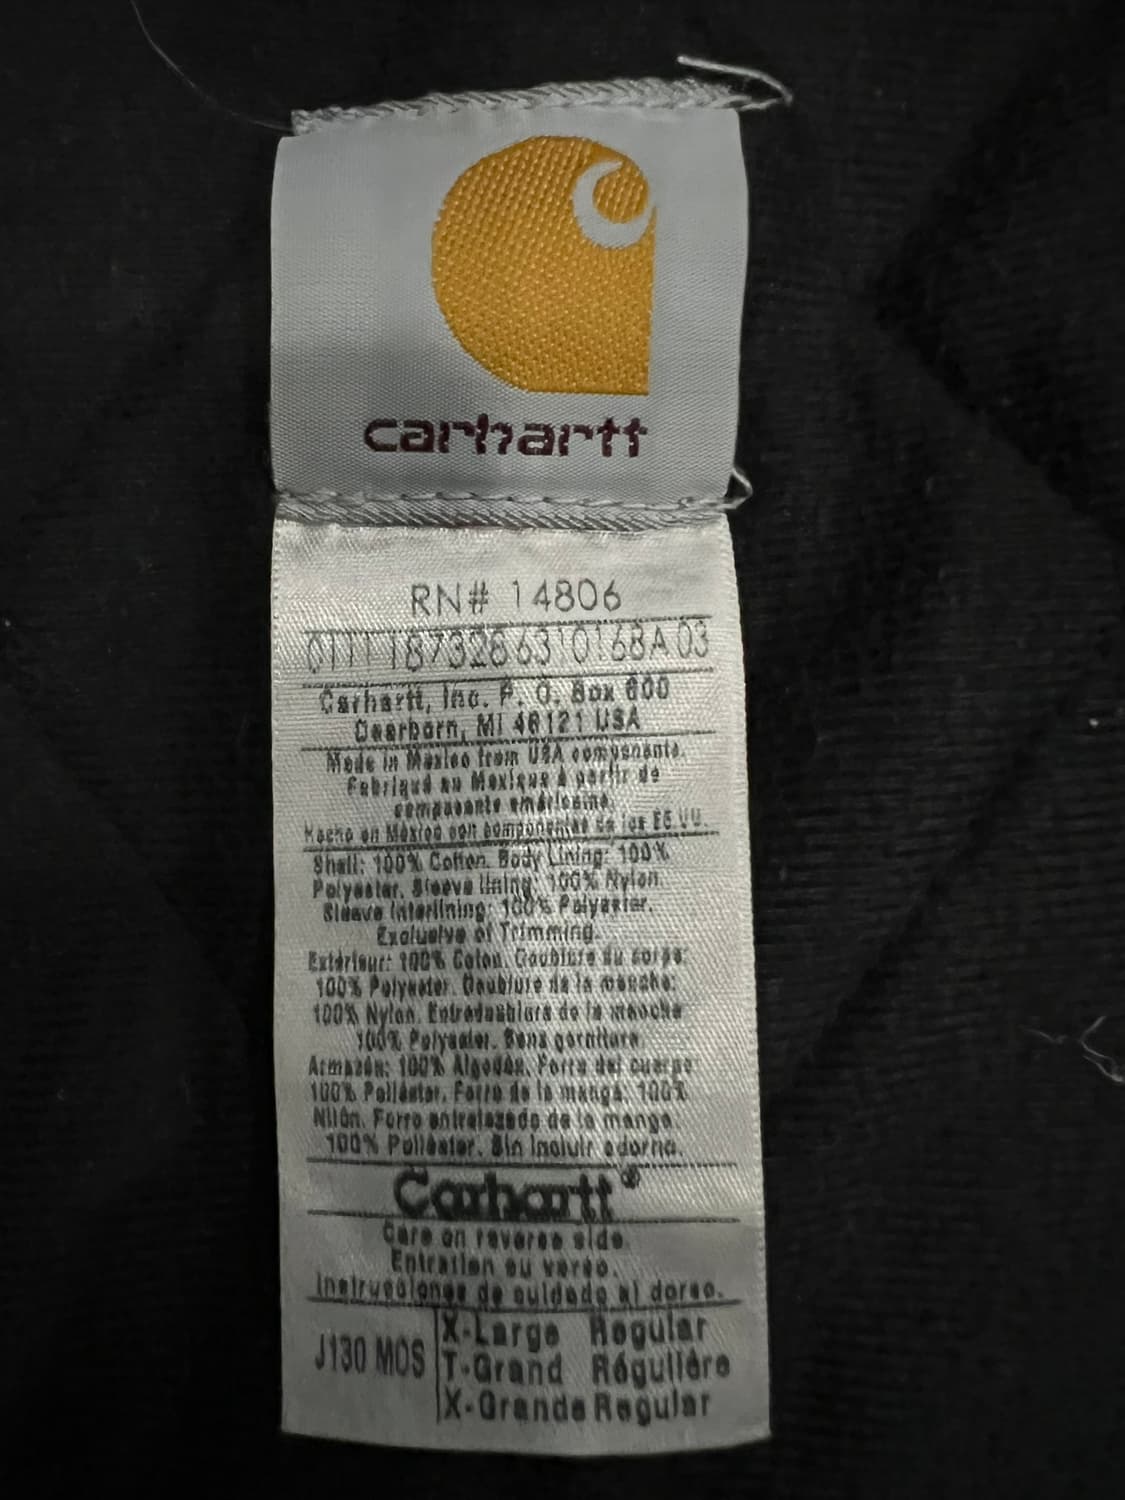 carhartt
RN# 14806
0111 1873286310168A 03
Carhartt, Inc. P. O. Box 600
Dearborn, MI 48121 USA
Made in Mexico from USA components.
Fabriqué au Mexique à partir de
composants américains.
Hecho en México con componentes de los EE.UU.
Shell: 100% Cotton. Body Lining: 100%
Polyester. Sleeve lining: 100% Nylon.
Sleeve Interlining: 100% Polyester.
Exclusive of Trimming.
Extérieur: 100% Coton. Doublure du corps:
100% Polyester. Doublure de la manche:
100% Nylon. Entredoublure de la manche
100% Polyester. Sans garniture.
Armazón: 100% Algodón. Forro del cuerpo:
100% Poliéster. Forro de la manga: 100%
Nilón. Forro entrelazado de la manga.
100% Poliéster. Sin Incluir adorno.
Carhartt®
Care on reverse side.
Entretien au verso.
Instrucciones de cuidado al dorso.
J130 MOS
X-Large Regular
T-Grand Régulière
X-Grande Regular